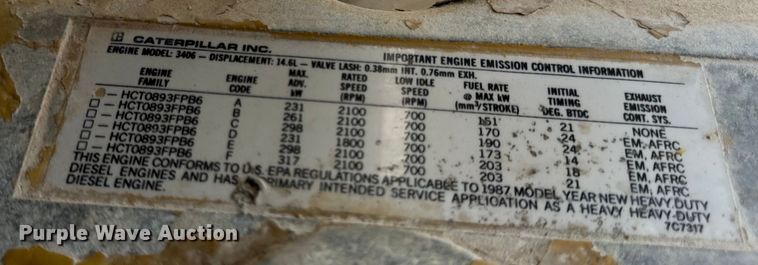 CATERPILLAR INC. IMPORTANT ENGINE EMISSION CONTROL INFORMATION
ENGINE MODEL: 3406 - DISPLACEMENT: 14.6L - VALVE LASH: 0.38mm INT. 0.76mm EXH.
ENGINE FAMILY ENGINE CODE MAX. ADV. kW RATED SPEED (RPM) LOW IDLE SPEED (RPM) FUEL RATE @ MAX kW (mm³/STROKE) INITIAL TIMING DEG. BTDC EXHAUST EMISSION CONT. SYS.
- HCT0893FPB6 A 231 2100 700 151 21 NONE
- HCT0893FPB6 B 261 2100 700 170 24 EM, AFRC
- HCT0893FPB6 C 298 2100 700 190 24 EM, AFRC
- HCT0893FPB6 D 231 1800 700 173 14 EM, AFRC
- HCT0893FPB6 E 298 2100 700 203 18 EM, AFRC
- HCT0893FPB6 F 317 2100 700 203 21 EM, AFRC
THIS ENGINE CONFORMS TO U.S. EPA REGULATIONS APPLICABLE TO 1987 MODEL YEAR NEW HEAVY-DUTY
DIESEL ENGINES AND HAS PRIMARY INTENDED SERVICE APPLICATION AS A HEAVY HEAVY-DUTY
DIESEL ENGINE.
7C7317
Purple Wave Auction